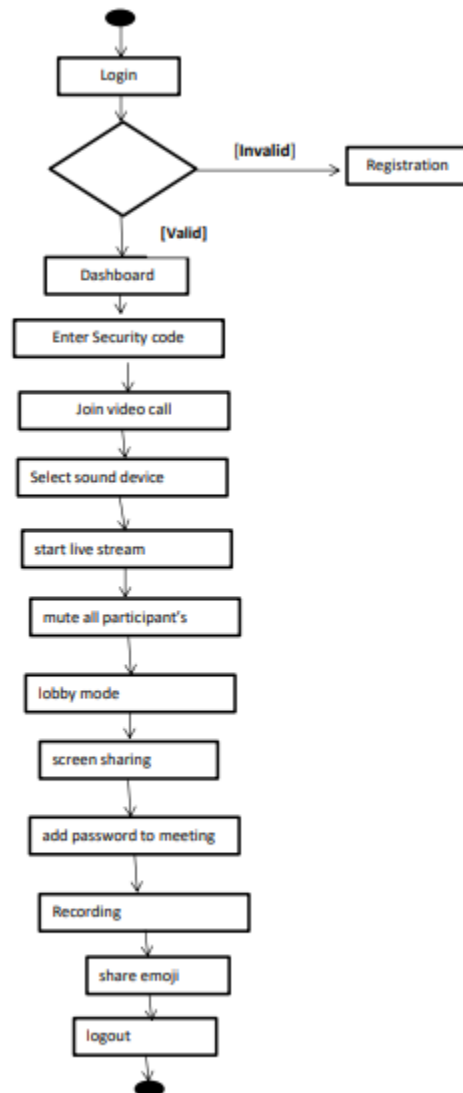 Login
[Invalid]
Registration
[Valid]
Dashboard
Enter Security code
Join video call
Select sound device
start live stream
mute all participant's
lobby mode
screen sharing
add password to meeting
Recording
share emoji
logout